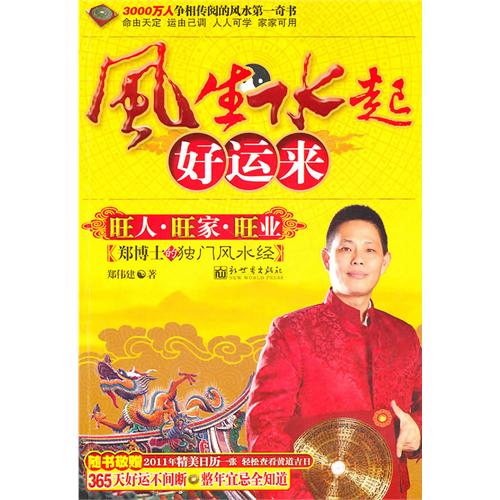 3000万人争相传阅的风水第一奇书
命由天定 运由己调 人人可学 家家可用
風生水起
好运来
旺人·旺家·旺业
《郑博士的独门风水经》
郑伟建 著
新世界出版社
随书敬赠 2011年精美日历一张 轻松查看黄道吉日
365天好运不间断 整年宜忌全知道